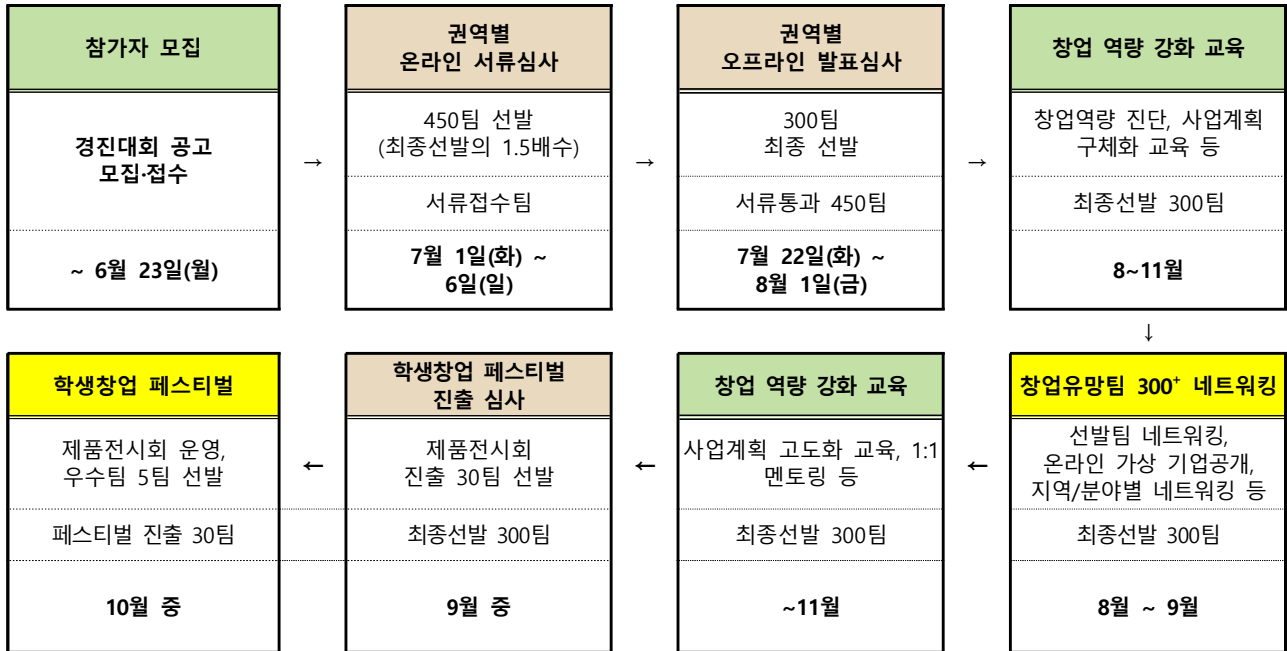 참가자 모집
경진대회 공고
모집·접수
~ 6월 23일(월)
→
권역별
온라인 서류심사
450팀 선발
(최종선발의 1.5배수)
서류접수팀
7월 1일(화) ~
6일(일)
→
권역별
오프라인 발표심사
300팀
최종 선발
서류통과 450팀
7월 22일(화) ~
8월 1일(금)
→
창업 역량 강화 교육
창업역량 진단, 사업계획
구체화 교육 등
최종선발 300팀
8~11월
↓
창업유망팀 300⁺ 네트워킹
선발팀 네트워킹,
온라인 가상 기업공개,
지역/분야별 네트워킹 등
최종선발 300팀
8월 ~ 9월
←
창업 역량 강화 교육
사업계획 고도화 교육, 1:1
멘토링 등
최종선발 300팀
~11월
←
학생창업 페스티벌
진출 심사
제품전시회
진출 30팀 선발
최종선발 300팀
9월 중
←
학생창업 페스티벌
제품전시회 운영,
우수팀 5팀 선발
페스티벌 진출 30팀
10월 중